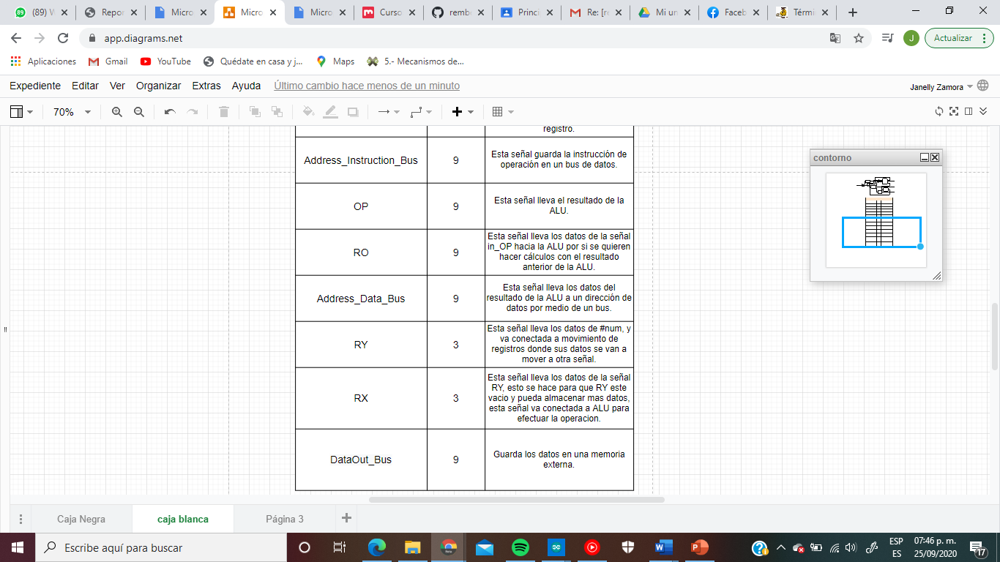 (89) W
Repor
Micro
Micro
Micro
Curso
remb
Princi
Re: [r
Mi un
Faceb
Térmi
app.diagrams.net
J
Actualizar
Aplicaciones
Gmail
YouTube
Quédate en casa y j...
Maps
5.- Mecanismos de...
Expediente Editar Ver Organizar Extras Ayuda Último cambio hace menos de un minuto
Janelly Zamora
70%
registro.
Address_Instruction_Bus
9
Esta señal guarda la instrucción de
operación en un bus de datos.
OP
9
Esta señal lleva el resultado de la
ALU.
RO
9
Esta señal lleva los datos de la señal
in_OP hacia la ALU por si se quieren
hacer cálculos con el resultado
anterior de la ALU.
Address_Data_Bus
9
Esta señal lleva los datos del
resultado de la ALU a un dirección de
datos por medio de un bus.
RY
3
Esta señal lleva los datos de #num, y
va conectada a movimiento de
registros donde sus datos se van a
mover a otra señal.
RX
3
Esta señal lleva los datos de la señal
RY, esto se hace para que RY este
vacio y pueda almacenar mas datos,
esta señal va conectada a ALU para
efectuar la operacion.
DataOut_Bus
9
Guarda los datos en una memoria
externa.
contorno
Caja Negra
caja blanca
Página 3
Escribe aquí para buscar
ESP
ES
07:46 p. m.
25/09/2020
17